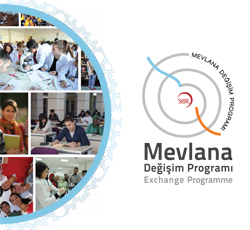 MEVLANA DEĞİŞİM PROGRAMI
Mevlana
Değişim Programı
Exchange Programme